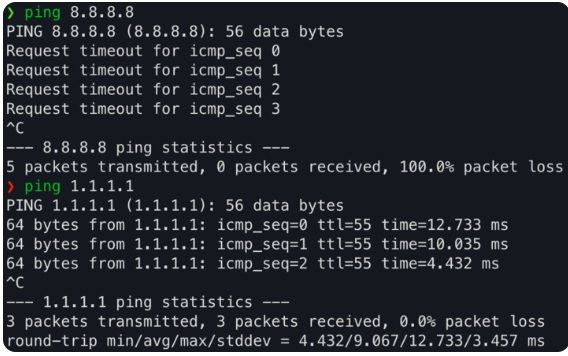 ❯ ping 8.8.8.8
PING 8.8.8.8 (8.8.8.8): 56 data bytes
Request timeout for icmp_seq 0
Request timeout for icmp_seq 1
Request timeout for icmp_seq 2
Request timeout for icmp_seq 3
^C
--- 8.8.8.8 ping statistics ---
5 packets transmitted, 0 packets received, 100.0% packet loss
❯ ping 1.1.1.1
PING 1.1.1.1 (1.1.1.1): 56 data bytes
64 bytes from 1.1.1.1: icmp_seq=0 ttl=55 time=12.733 ms
64 bytes from 1.1.1.1: icmp_seq=1 ttl=55 time=10.035 ms
64 bytes from 1.1.1.1: icmp_seq=2 ttl=55 time=4.432 ms
^C
--- 1.1.1.1 ping statistics ---
3 packets transmitted, 3 packets received, 0.0% packet loss
round-trip min/avg/max/stddev = 4.432/9.067/12.733/3.457 ms